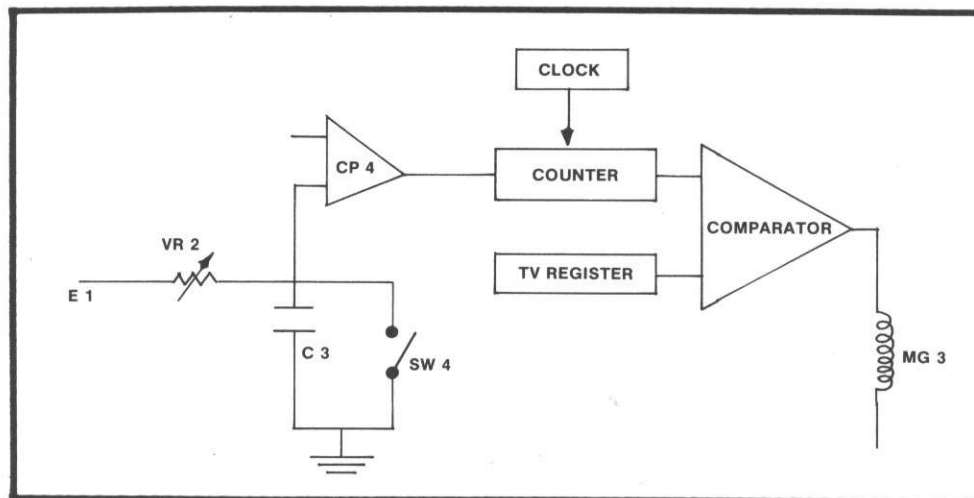 CLOCK
CP 4
COUNTER
COMPARATOR
VR 2
E 1
TV REGISTER
C 3
SW 4
MG 3